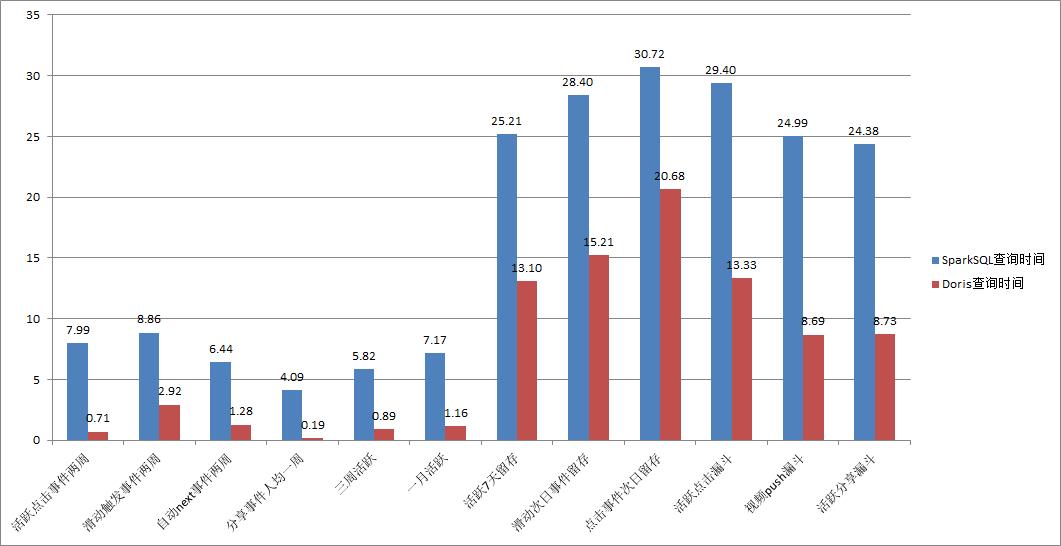 35
30
25
20
15
10
5
0
7.99
0.71
8.86
2.92
6.44
1.28
4.09
0.19
5.82
0.89
7.17
1.16
25.21
13.10
28.40
15.21
30.72
20.68
29.40
13.33
24.99
8.69
24.38
8.73
活跃点击事件两周
滑动触发事件两周
自动next事件两周
分享事件人均一周
三周活跃
一月活跃
活跃7天留存
滑动次日事件留存
点击事件次日留存
活跃点击漏斗
视频push漏斗
活跃分享漏斗
SparkSQL查询时间
Doris查询时间